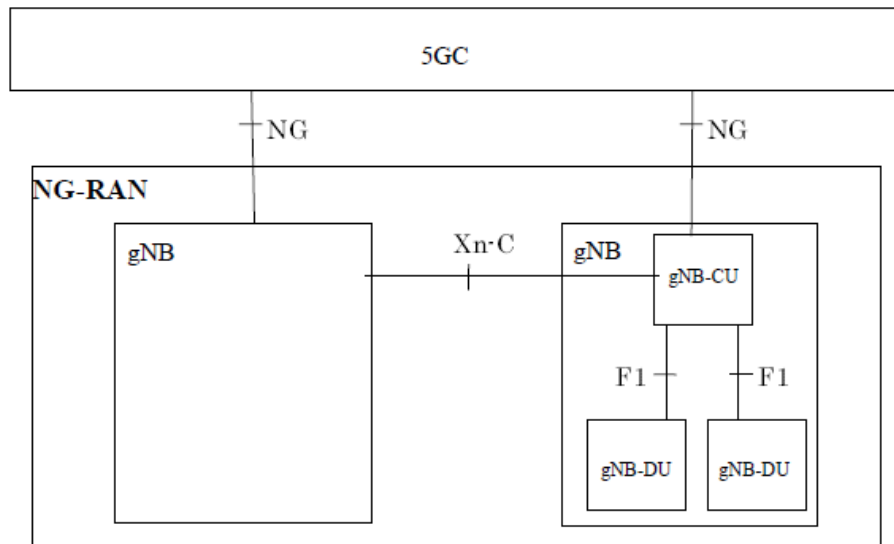 5GC
NG
NG
NG-RAN
gNB
Xn-C
gNB
gNB-CU
F1
F1
gNB-DU
gNB-DU